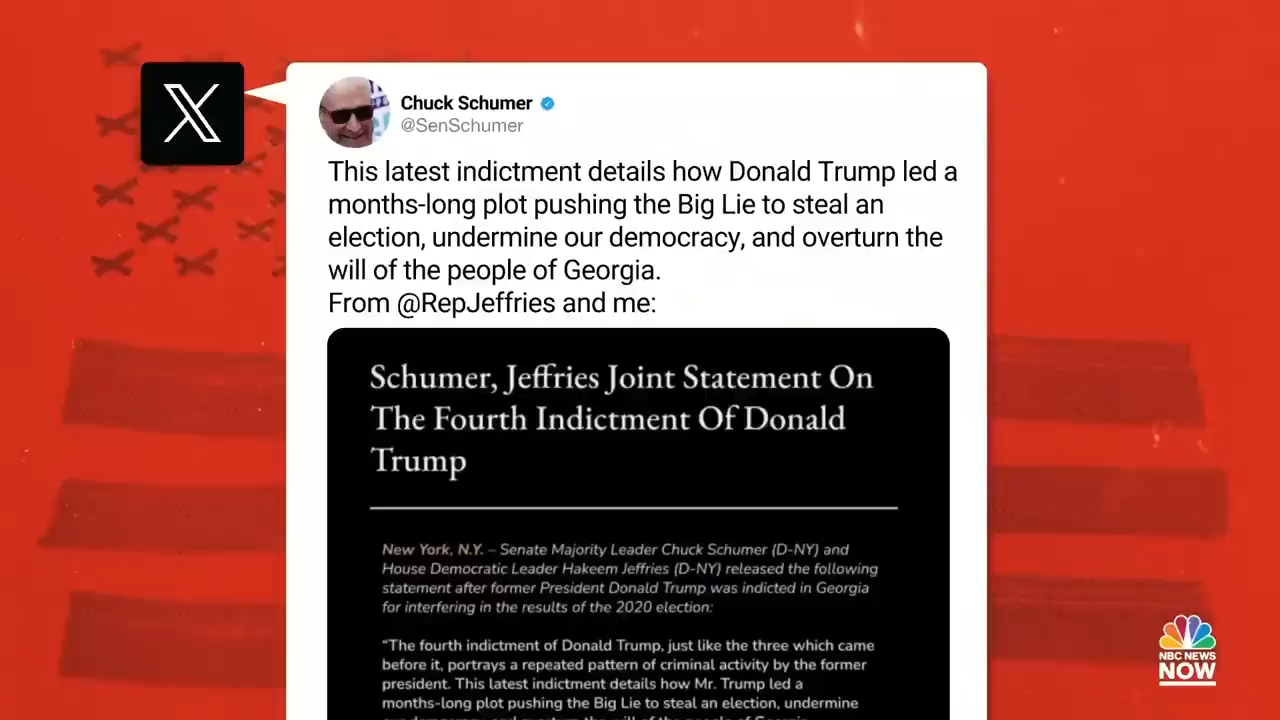 Chuck Schumer
@SenSchumer
This latest indictment details how Donald Trump led a
months-long plot pushing the Big Lie to steal an
election, undermine our democracy, and overturn the
will of the people of Georgia.
From @RepJeffries and me:
Schumer, Jeffries Joint Statement On
The Fourth Indictment Of Donald
Trump
New York, N.Y. – Senate Majority Leader Chuck Schumer (D-NY) and
House Democratic Leader Hakeem Jeffries (D-NY) released the following
statement after former President Donald Trump was indicted in Georgia
for interfering in the results of the 2020 election:
“The fourth indictment of Donald Trump, just like the three which came
before it, portrays a repeated pattern of criminal activity by the former
president. This latest indictment details how Mr. Trump led a
months-long plot pushing the Big Lie to steal an election, undermine
NBC NEWS
NOW